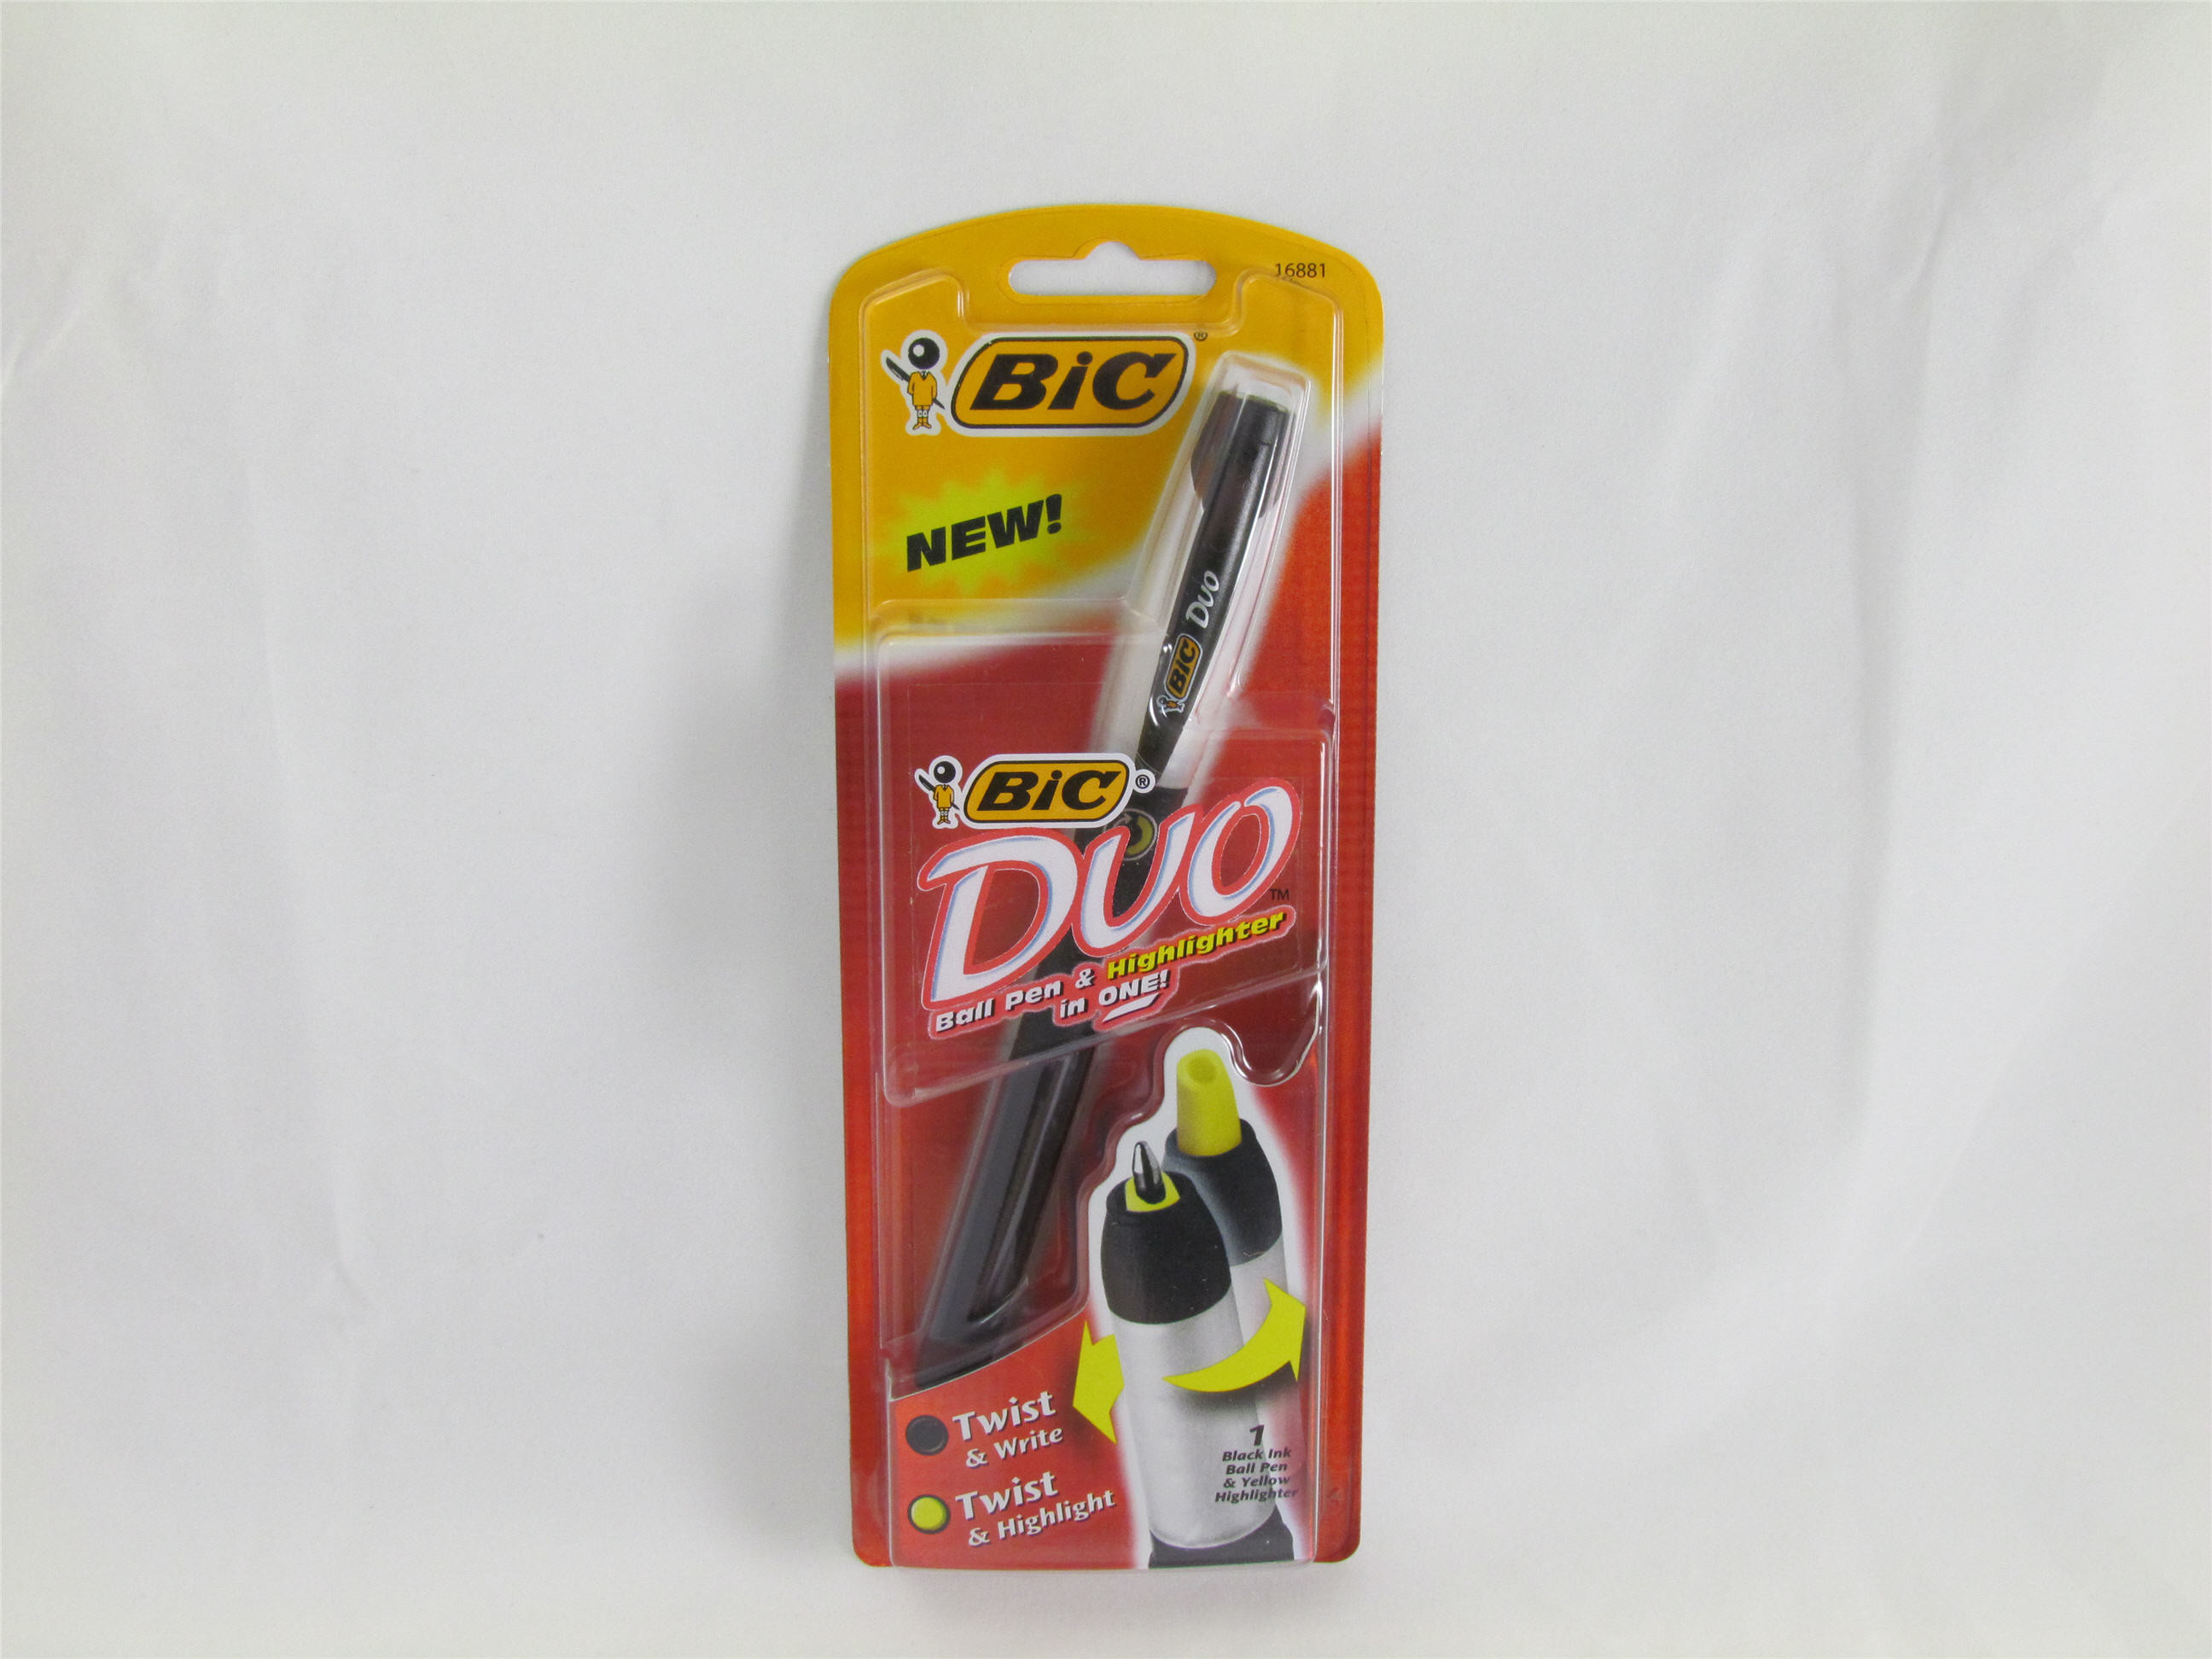 16881
BiC®
NEW!
BiC DUO
BiC®
DUO™
Ball Pen & Highlighter
in ONE!
Twist
& Write
Twist
& Highlight
1
Black Ink
Ball Pen
& Yellow
Highlighter